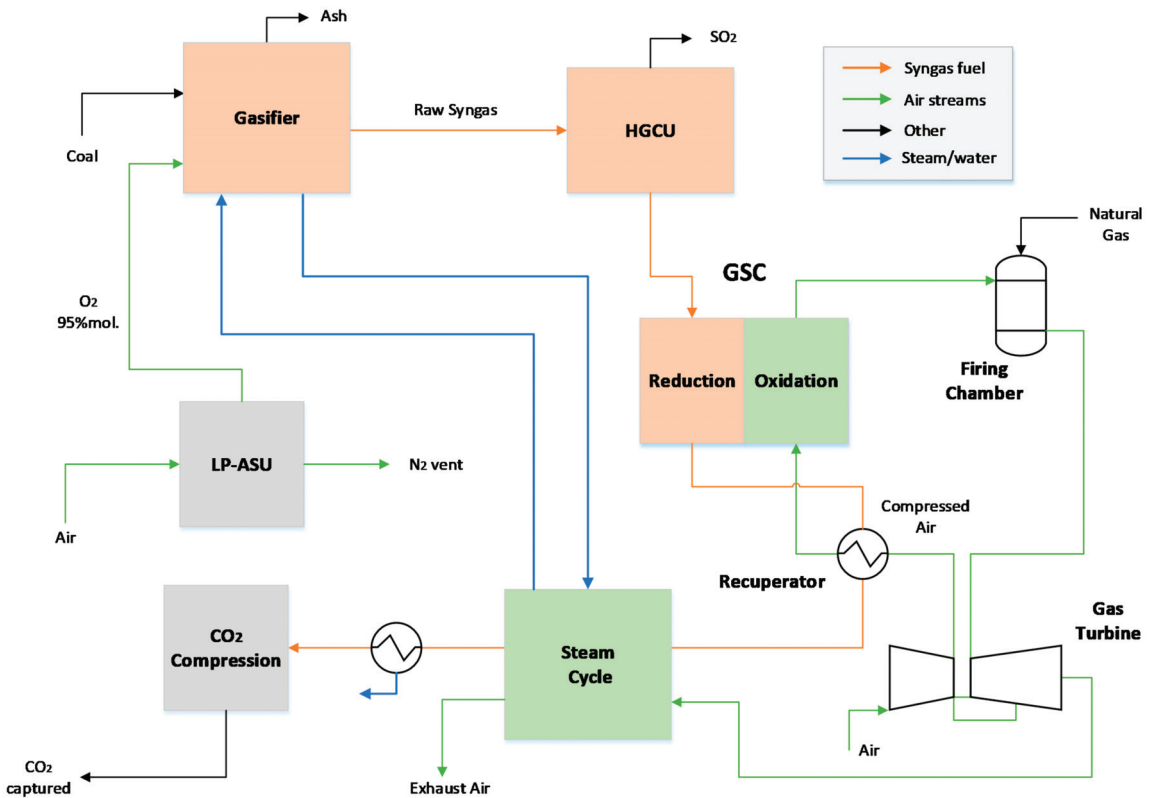 Ash
SO2
Syngas fuel
Air streams
Other
Steam/water
Gasifier
Raw Syngas
HGCU
Coal
Natural
Gas
GSC
O2
95%mol.
Reduction
Oxidation
Firing
Chamber
LP-ASU
N2 vent
Air
Compressed
Air
Recuperator
CO2
Compression
Steam
Cycle
Gas
Turbine
Air
CO2
captured
Exhaust Air